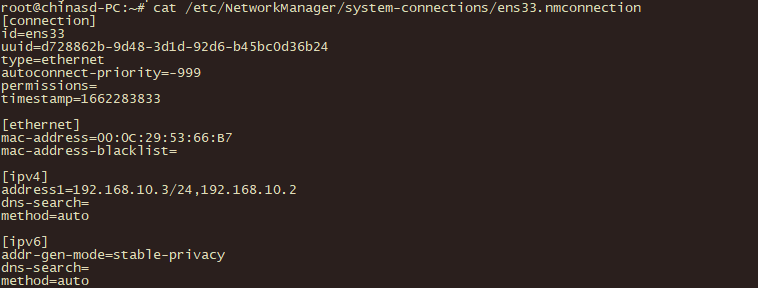 root@chinasd-PC:~# cat /etc/NetworkManager/system-connections/ens33.nmconnection
[connection]
id=ens33
uuid=d728862b-9d48-3d1d-92d6-b45bc0d36b24
type=ethernet
autoconnect-priority=-999
permissions=
timestamp=1662283833
[ethernet]
mac-address=00:0C:29:53:66:B7
mac-address-blacklist=
[ipv4]
address1=192.168.10.3/24,192.168.10.2
dns-search=
method=auto
[ipv6]
addr-gen-mode=stable-privacy
dns-search=
method=auto